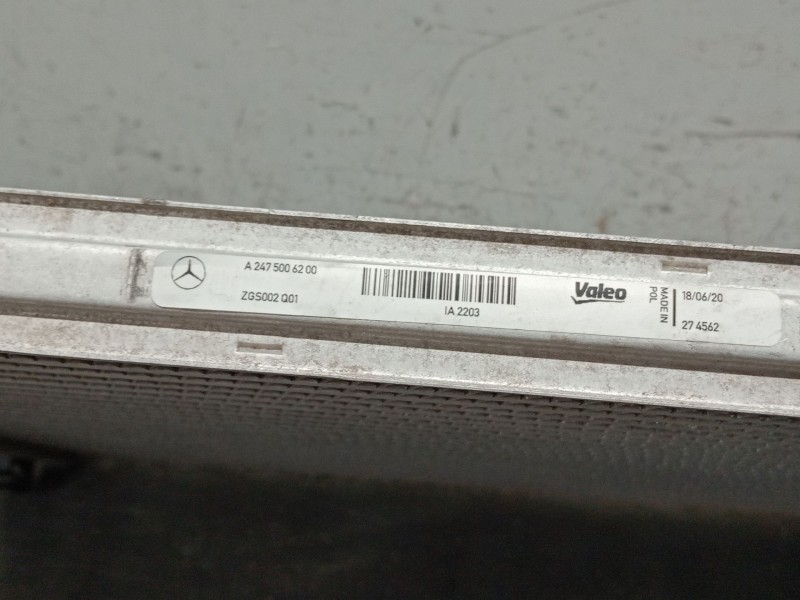 A 247 500 62 00
ZGS002 Q01
IA 2203
Valeo
MADE IN
POL
18/06/20
27 4562